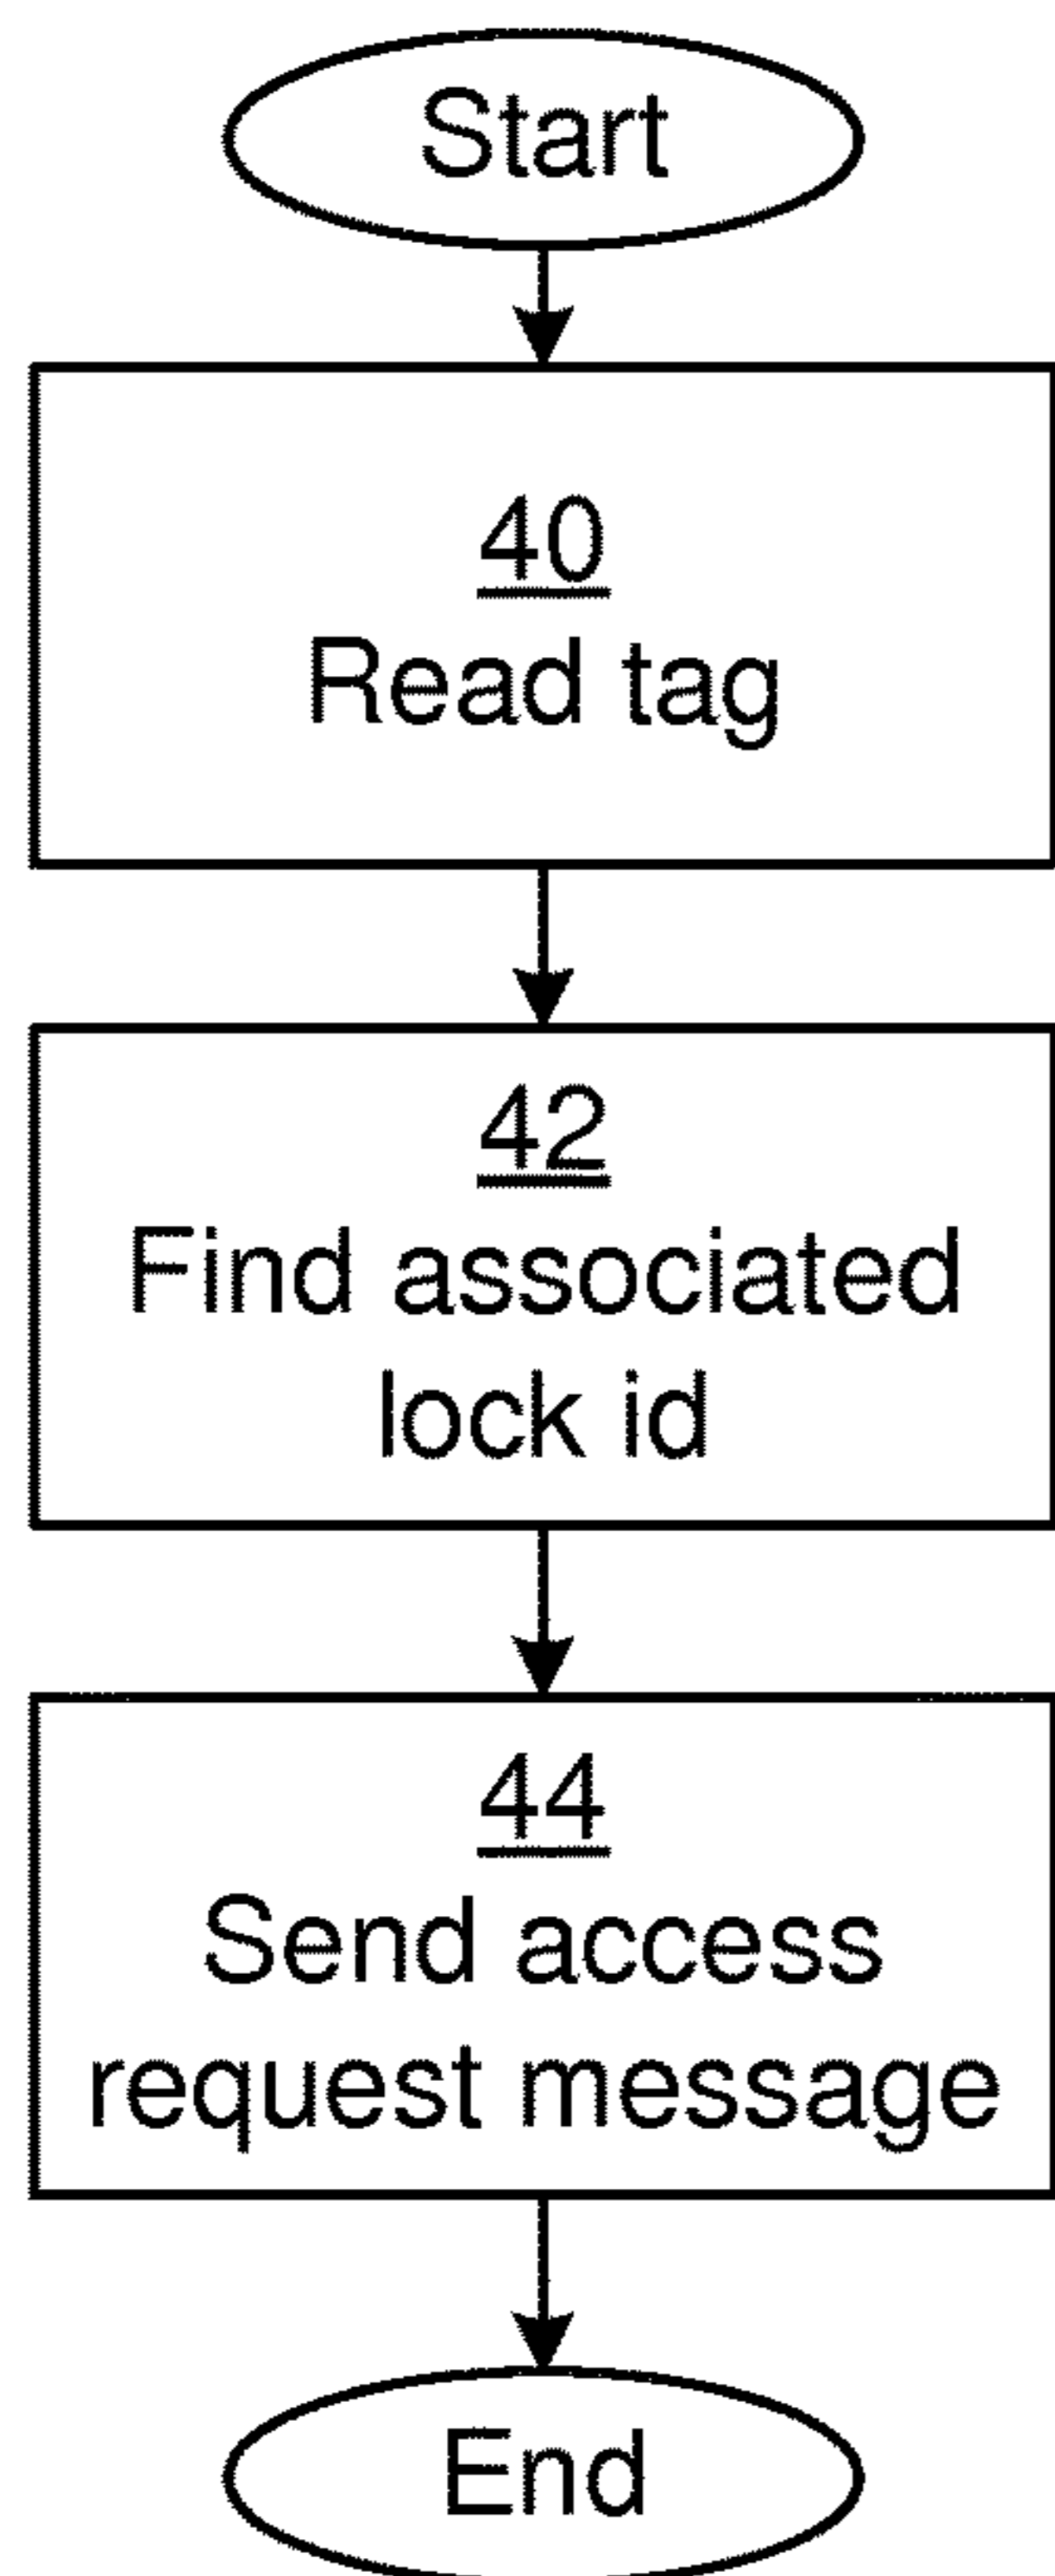 Start
40
Read tag
42
Find associated
lock id
44
Send access
request message
End